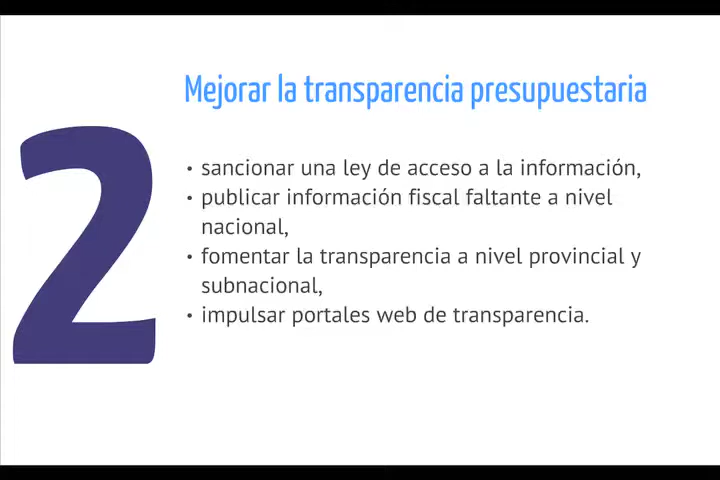 Mejorar la transparencia presupuestaria
2
• sancionar una ley de acceso a la información,
• publicar información fiscal faltante a nivel
nacional,
• fomentar la transparencia a nivel provincial y
subnacional,
• impulsar portales web de transparencia.